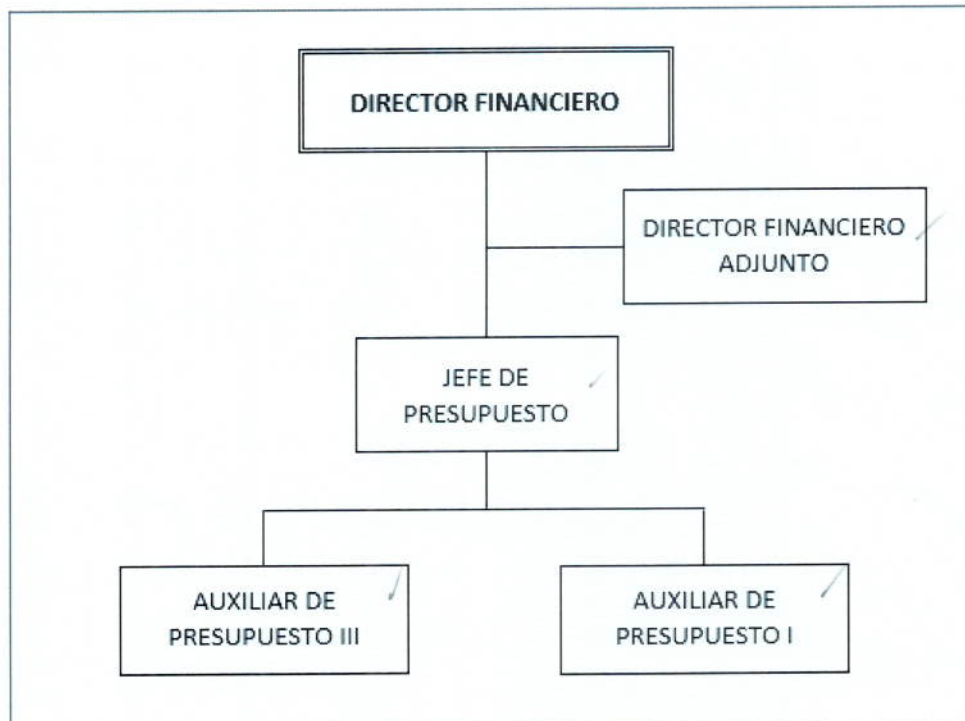 DIRECTOR FINANCIERO
DIRECTOR FINANCIERO
ADJUNTO
JEFE DE
PRESUPUESTO
AUXILIAR DE
PRESUPUESTO III
AUXILIAR DE
PRESUPUESTO I